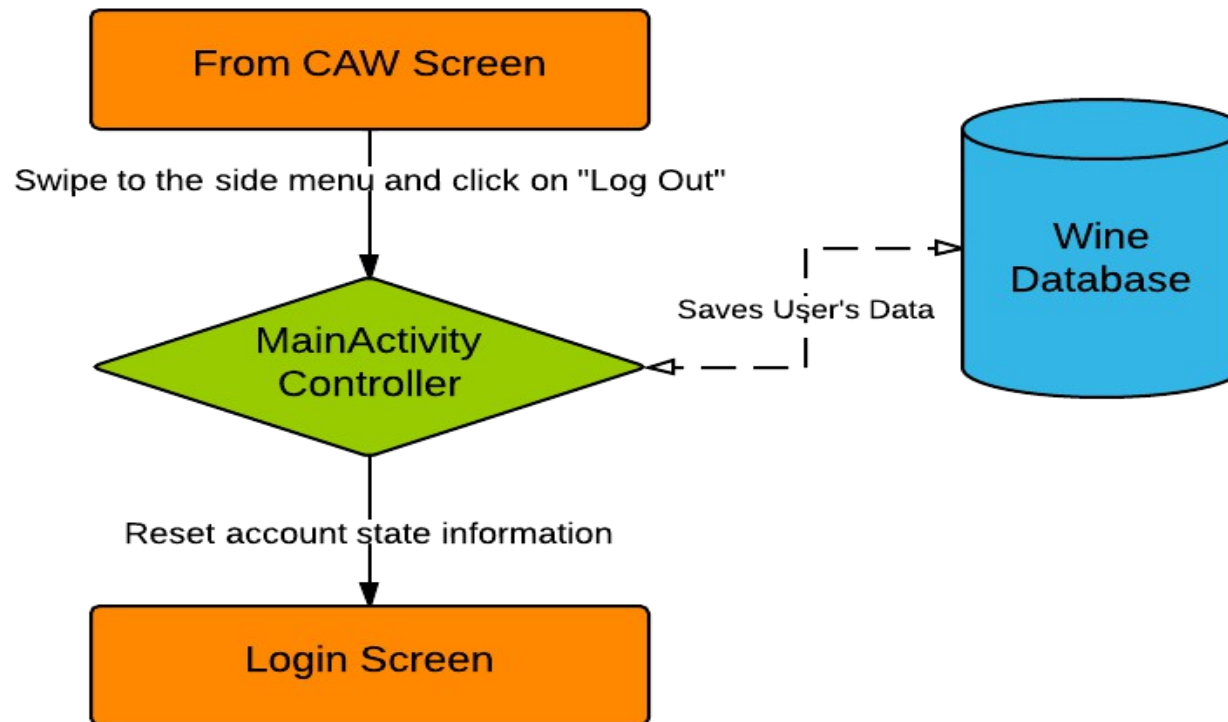 From CAW Screen
Swipe to the side menu and click on "Log Out"
Wine
Database
Saves User's Data
MainActivity
Controller
Reset account state information
Login Screen